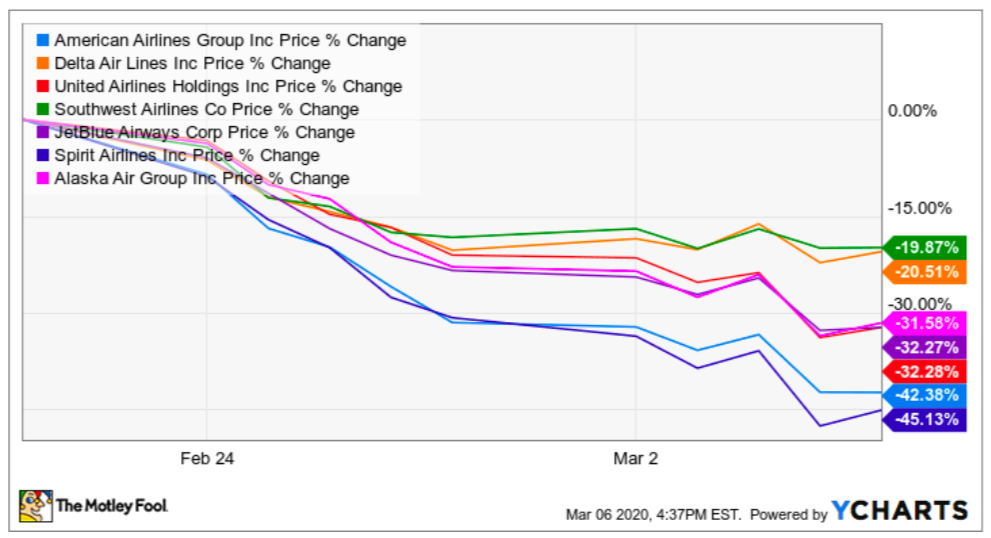 American Airlines Group Inc Price % Change
Delta Air Lines Inc Price % Change
United Airlines Holdings Inc Price % Change
Southwest Airlines Co Price % Change
JetBlue Airways Corp Price % Change
Spirit Airlines Inc Price % Change
Alaska Air Group Inc Price % Change
0.00%
-15.00%
-19.87%
-20.51%
-30.00%
-31.58%
-32.27%
-32.28%
-42.38%
-45.13%
Feb 24 Mar 2
The Motley Fool.
Mar 06 2020, 4:37PM EST. Powered by YCHARTS